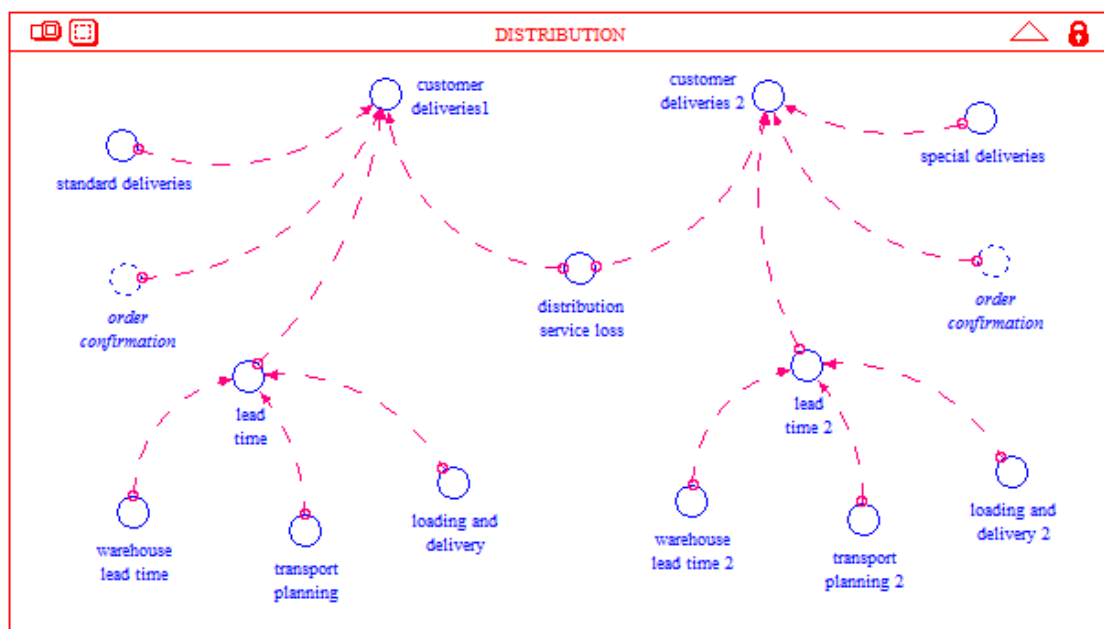 DISTRIBUTION
customer
deliveries1
customer
deliveries 2
standard deliveries
special deliveries
order
confirmation
distribution
service loss
order
confirmation
lead
time
lead
time 2
warehouse
lead time
transport
planning
loading and
delivery
warehouse
lead time 2
transport
planning 2
loading and
delivery 2